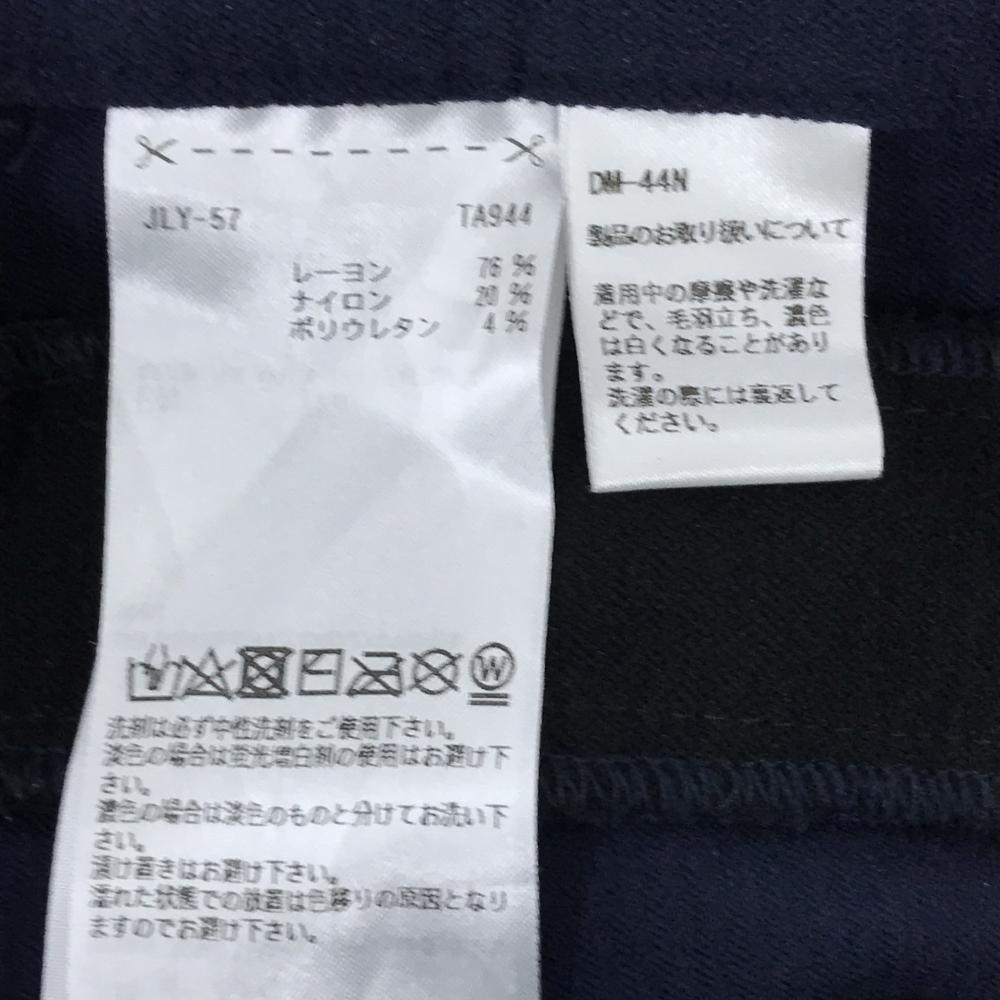 JLY-57 TA944
レーヨン 76 %
ナイロン 20 %
ポリウレタン 4 %
W
洗剤は必ず中性洗剤をご使用下さい。
淡色の場合は蛍光増白剤の使用はお避け下
さい。
濃色の場合は淡色のものと分けてお洗い下
さい。
漬け置きはお避け下さい。
濡れた状態での放置は色移りの原因となり
ますのでお避け下さい。
DM-44N
製品のお取り扱いについて
着用中の摩擦や洗濯な
どで、毛羽立ち、濃色
は白くなることがあり
ます。
洗濯の際には裏返して
ください。